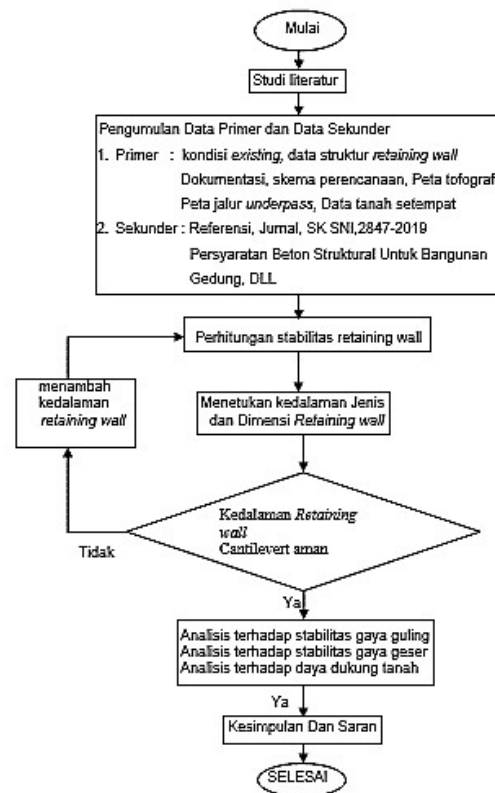 Mulai
Studi literatur
Pengumulan Data Primer dan Data Sekunder
1. Primer : kondisi existing, data struktur retaining wall
Dokumentasi, skema perencanaan, Peta tofograf
Peta jalur underpass, Data tanah setempat
2. Sekunder : Referensi, Jurnal, SK SNI,2847-2019
Persyaratan Beton Struktural Untuk Bangunan
Gedung, DLL
Perhitungan stabilitas retaining wall
menambah
kedalaman
retaining wall
Menetukan kedalaman Jenis
dan Dimensi Retaining wall
Kedalaman Retaining
wall
Cantilevert aman
Tidak
Ya
Analisis terhadap stabilitas gaya guling
Analisis terhadap stabilitas gaya geser
Analisis terhadap daya dukung tanah
Ya
Kesimpulan Dan Saran
SELESAI